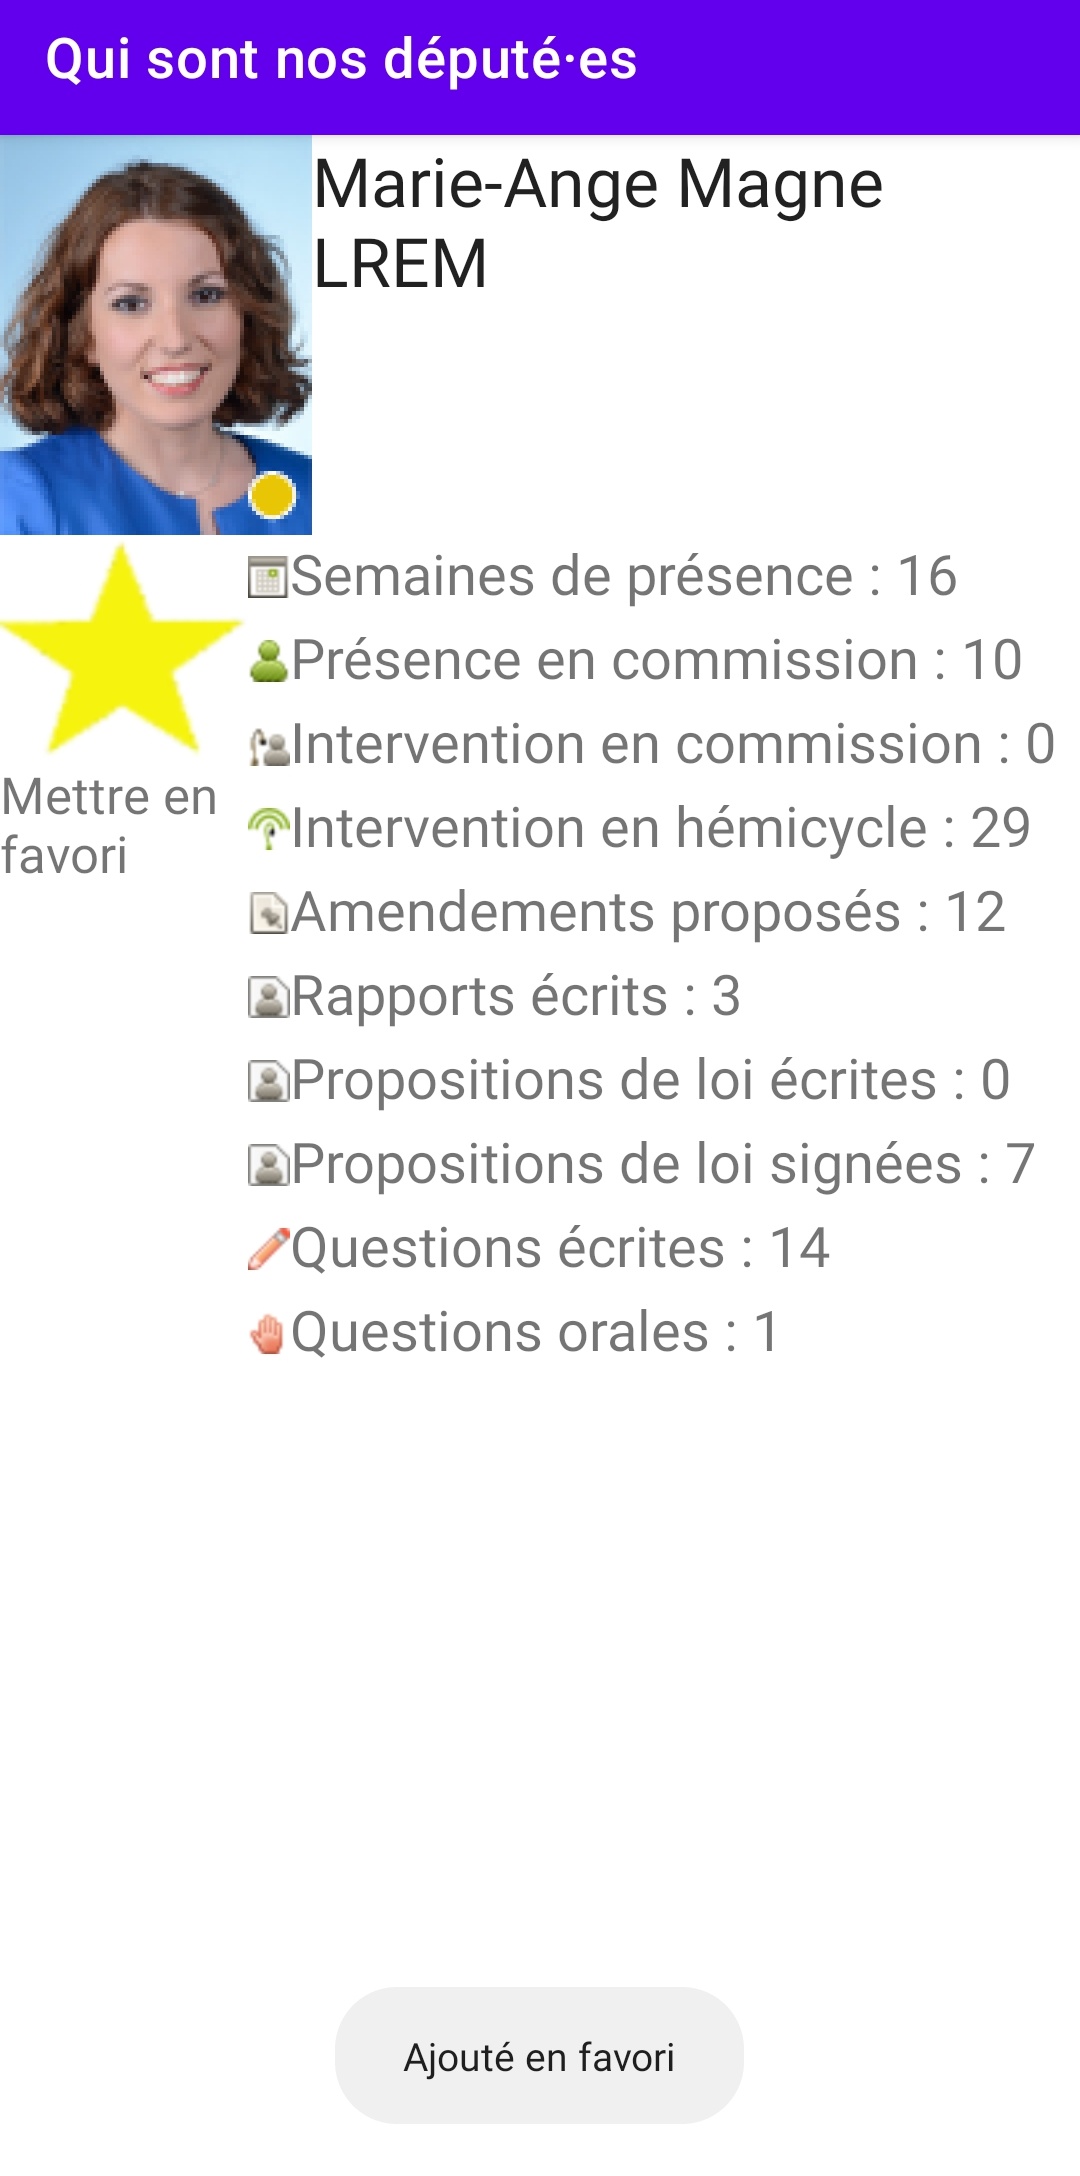 Qui sont nos député·es
Marie-Ange Magne
LREM
Semaines de présence : 16
Présence en commission : 10
Intervention en commission : 0
Intervention en hémicycle : 29
Amendements proposés : 12
Rapports écrits : 3
Propositions de loi écrites : 0
Propositions de loi signées : 7
Questions écrites : 14
Questions orales : 1
Mettre en
favori
Ajouté en favori